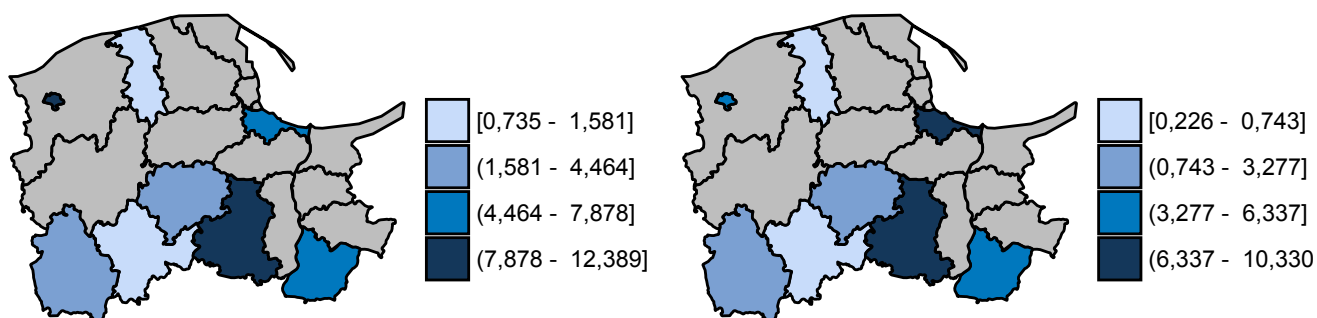 [0,735 - 1,581]
(1,581 - 4,464]
(4,464 - 7,878]
(7,878 - 12,389]
[0,226 - 0,743]
(0,743 - 3,277]
(3,277 - 6,337]
(6,337 - 10,330